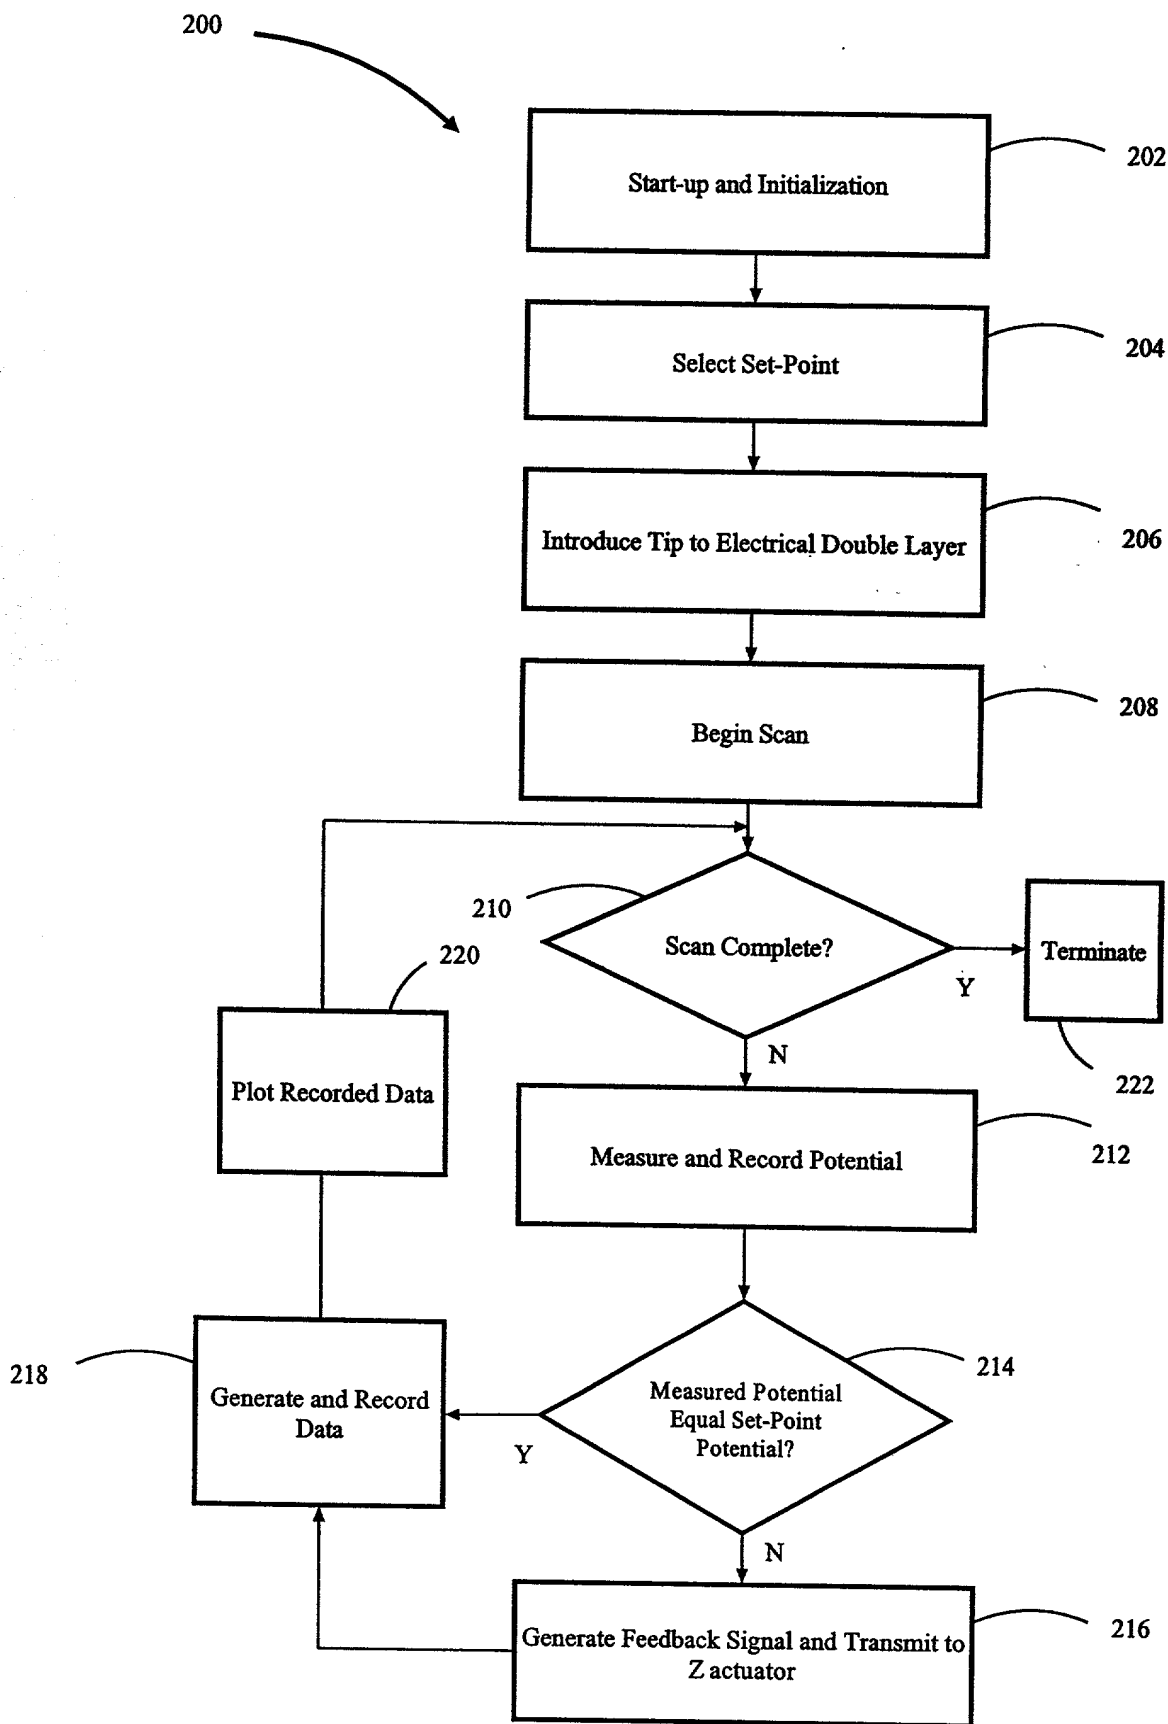 200
Start-up and Initialization
202
Select Set-Point
204
Introduce Tip to Electrical Double Layer
206
Begin Scan
208
210
Scan Complete?
Y
Terminate
222
N
220
Plot Recorded Data
Measure and Record Potential
212
214
Measured Potential
Equal Set-Point
Potential?
Y
218
Generate and Record
Data
N
Generate Feedback Signal and Transmit to
Z actuator
216